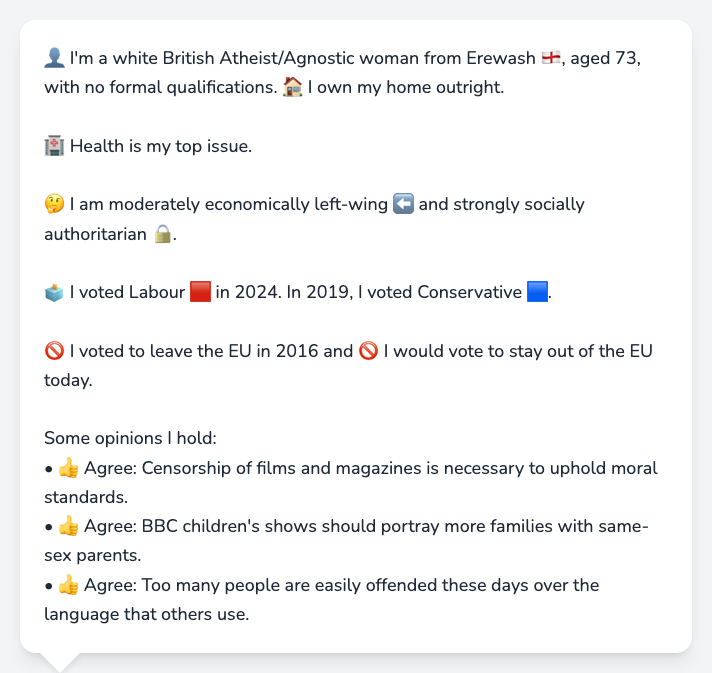 👤 I'm a white British Atheist/Agnostic woman from Erewash 🏴󠁧󠁢󠁥󠁮󠁧󠁿, aged 73,
with no formal qualifications. 🏠 I own my home outright.
🏥 Health is my top issue.
🤔 I am moderately economically left-wing ⬅️ and strongly socially
authoritarian 🔒.
🗳️ I voted Labour 🟥 in 2024. In 2019, I voted Conservative 🟦.
🚫 I voted to leave the EU in 2016 and 🚫 I would vote to stay out of the EU
today.
Some opinions I hold:
• 👍 Agree: Censorship of films and magazines is necessary to uphold moral
standards.
• 👍 Agree: BBC children's shows should portray more families with same-
sex parents.
• 👍 Agree: Too many people are easily offended these days over the
language that others use.